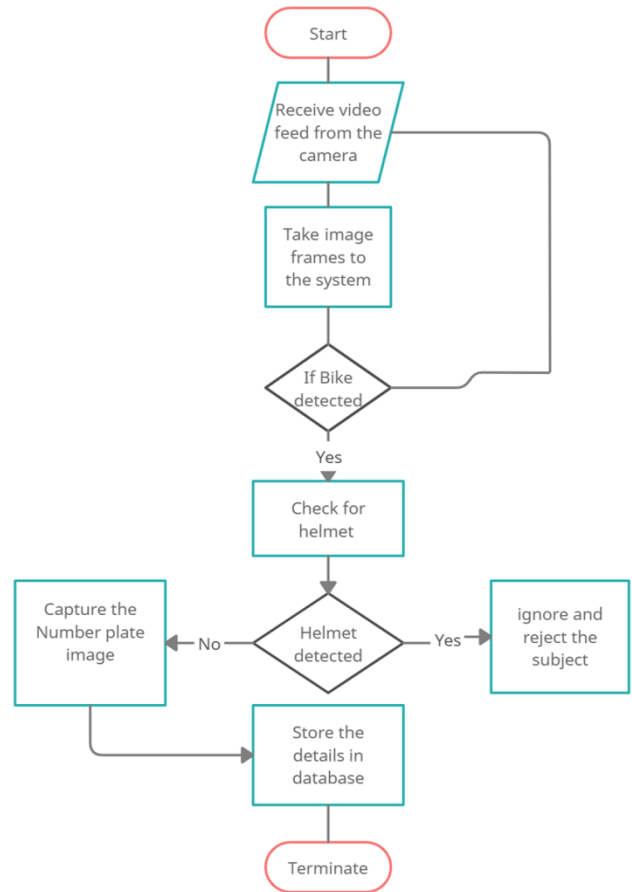 Start
Receive video
feed from the
camera
Take image
frames to
the system
If Bike
detected
Yes
Check for
helmet
Capture the
Number plate
image
No
Helmet
detected
Yes
ignore and
reject the
subject
Store the
details in
database
Terminate